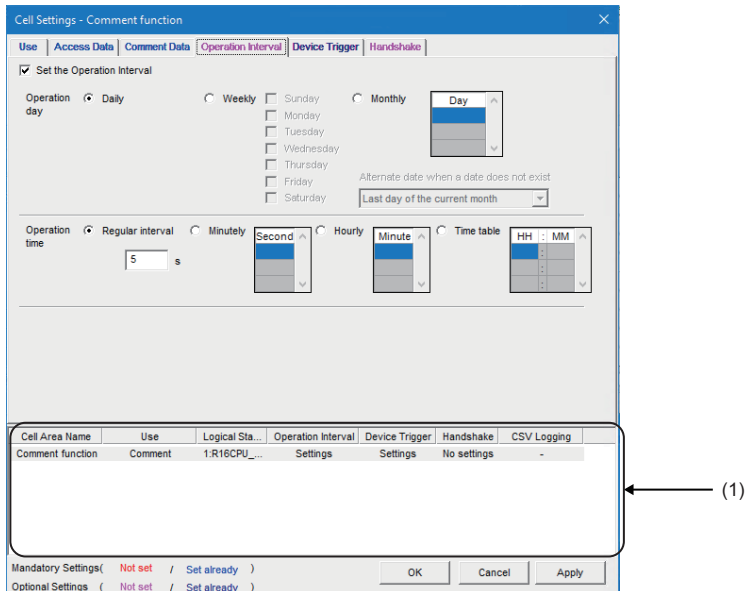 Cell Settings - Comment function
Use Access Data Comment Data Operation Interval Device Trigger Handshake
Set the Operation Interval
Operation day Daily Weekly Sunday Monthly Day
Monday
Tuesday
Wednesday
Thursday
Friday
Saturday
Alternate date when a date does not exist
Last day of the current month
Operation time Regular interval Minutely Second Hourly Minute Time table HH : MM
5 s
:
:
:
Cell Area Name Use Logical Sta... Operation Interval Device Trigger Handshake CSV Logging
Comment function Comment 1:R16CPU_... Settings Settings No settings -
(1)
Mandatory Settings( Not set / Set already )
OK Cancel Apply
Optional Settings ( Not set / Set already )